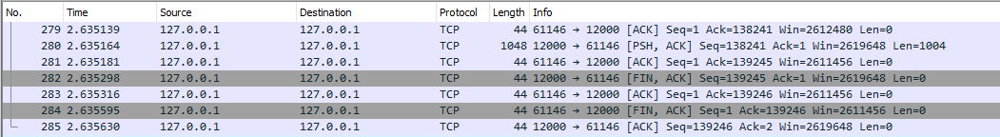 No. Time Source Destination Protocol Length Info
279 2.635139 127.0.0.1 127.0.0.1 TCP 44 61146 → 12000 [ACK] Seq=1 Ack=138241 Win=2612480 Len=0
280 2.635164 127.0.0.1 127.0.0.1 TCP 1048 12000 → 61146 [PSH, ACK] Seq=138241 Ack=1 Win=2619648 Len=1004
281 2.635181 127.0.0.1 127.0.0.1 TCP 44 61146 → 12000 [ACK] Seq=1 Ack=139245 Win=2611456 Len=0
282 2.635298 127.0.0.1 127.0.0.1 TCP 44 12000 → 61146 [FIN, ACK] Seq=139245 Ack=1 Win=2619648 Len=0
283 2.635316 127.0.0.1 127.0.0.1 TCP 44 61146 → 12000 [ACK] Seq=1 Ack=139246 Win=2611456 Len=0
284 2.635595 127.0.0.1 127.0.0.1 TCP 44 61146 → 12000 [FIN, ACK] Seq=1 Ack=139246 Win=2611456 Len=0
285 2.635630 127.0.0.1 127.0.0.1 TCP 44 12000 → 61146 [ACK] Seq=139246 Ack=2 Win=2619648 Len=0